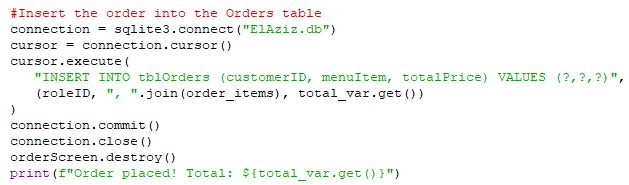 #Insert the order into the Orders table
connection = sqlite3.connect("ElAziz.db")
cursor = connection.cursor()
cursor.execute(
"INSERT INTO tblOrders (customerID, menuItem, totalPrice) VALUES (?,?,?)",
(roleID, ", ".join(order_items), total_var.get())
)
connection.commit()
connection.close()
orderScreen.destroy()
print(f"Order placed! Total: ${total_var.get()}")